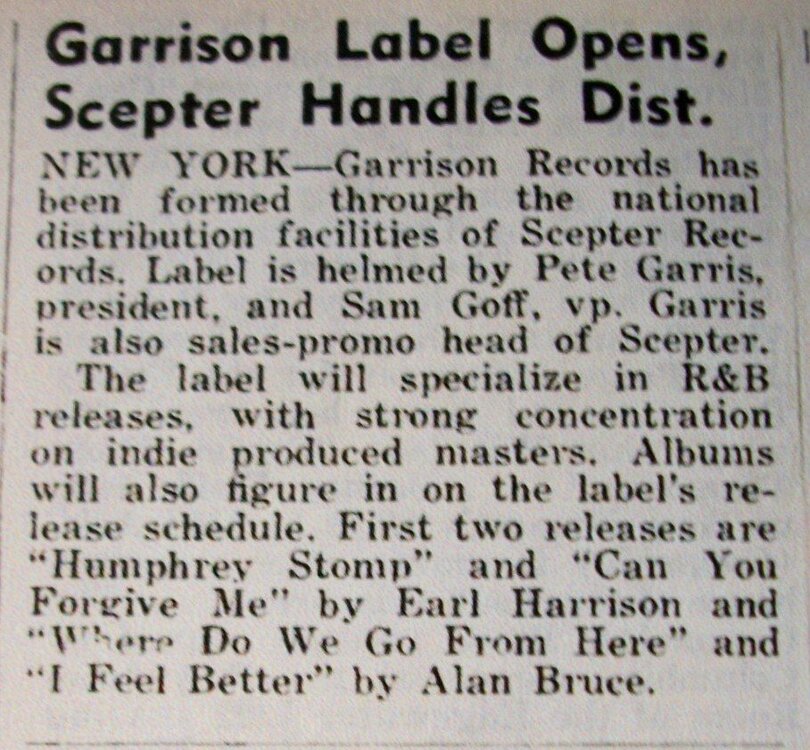 Garrison Label Opens,
Scepter Handles Dist.
NEW YORK—Garrison Records has
been formed through the national
distribution facilities of Scepter Rec-
ords. Label is helmed by Pete Garris,
president, and Sam Goff, vp. Garris
is also sales-promo head of Scepter.
The label will specialize in R&B
releases, with strong concentration
on indie produced masters. Albums
will also figure in on the label's re-
lease schedule. First two releases are
"Humphrey Stomp" and "Can You
Forgive Me" by Earl Harrison and
"Where Do We Go From Here" and
"I Feel Better" by Alan Bruce.